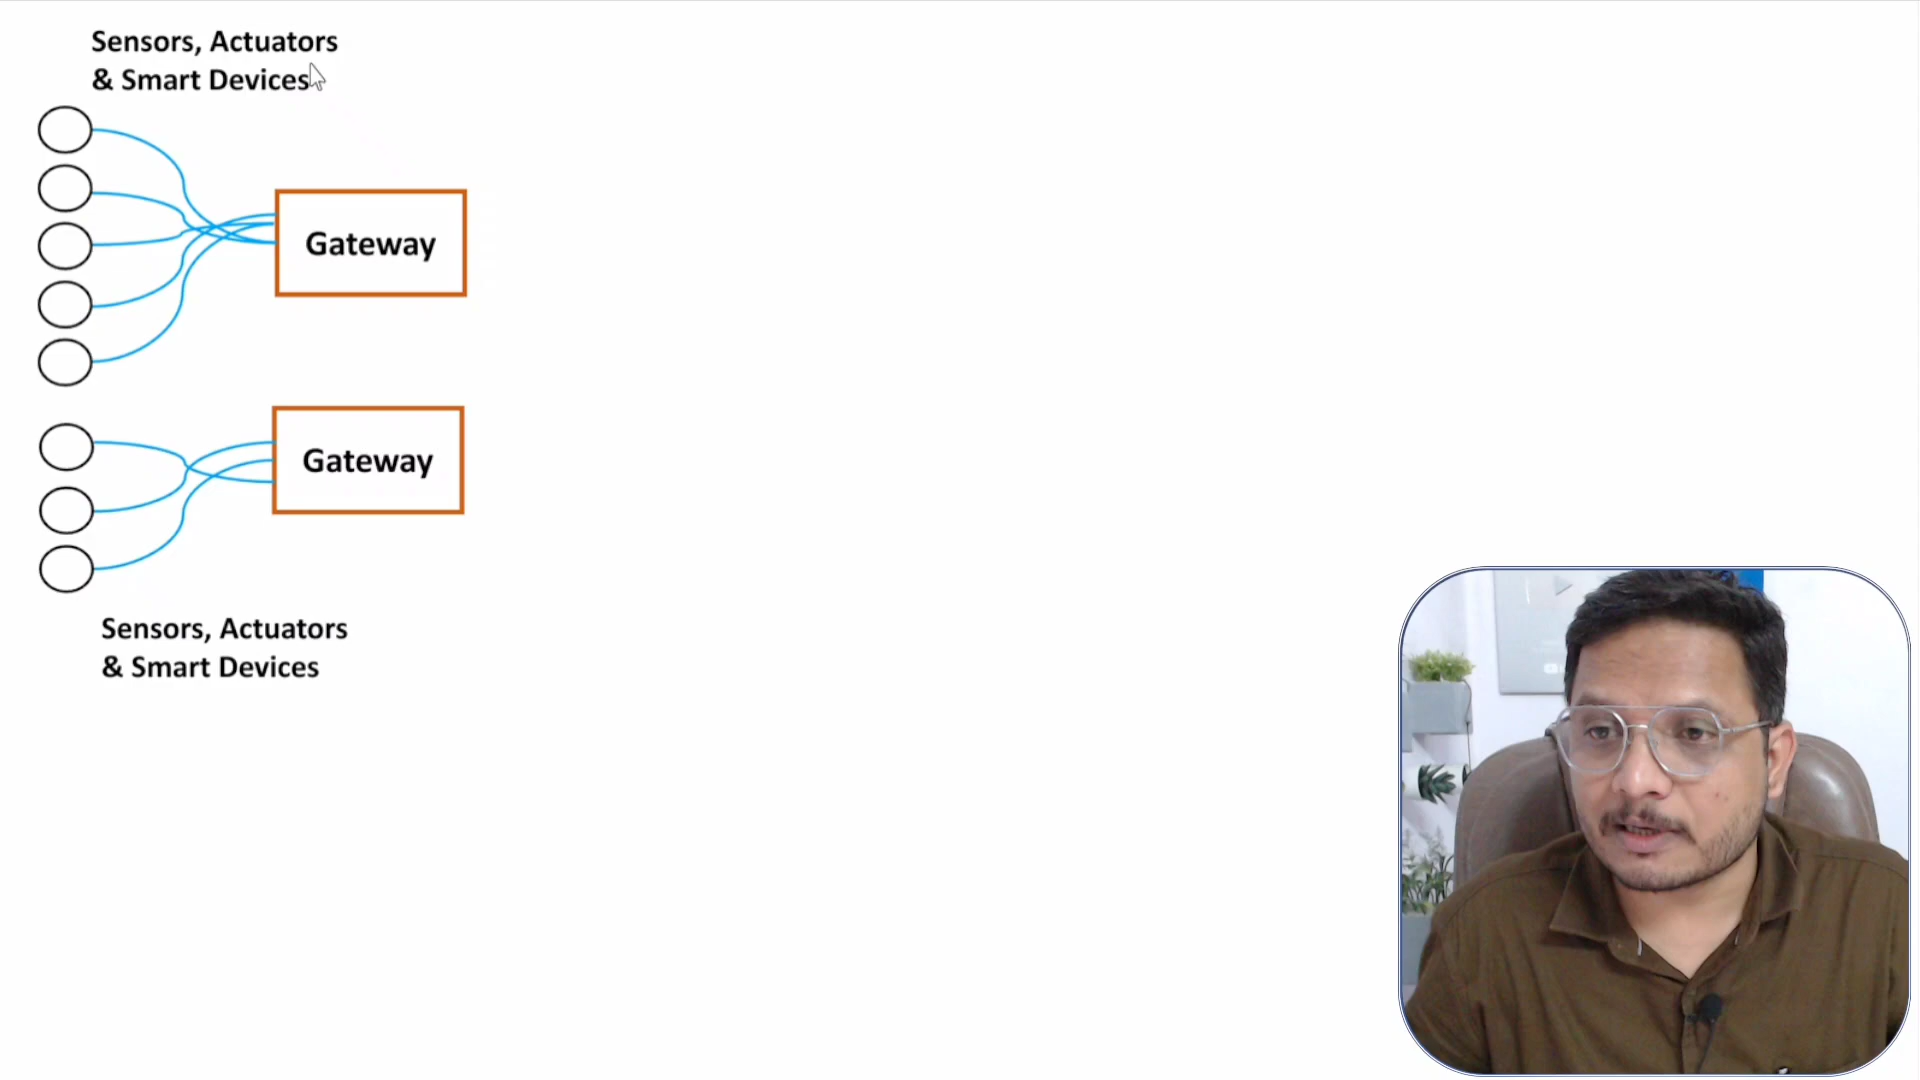 Sensors, Actuators
& Smart Devices
Gateway
Gateway
Sensors, Actuators
& Smart Devices